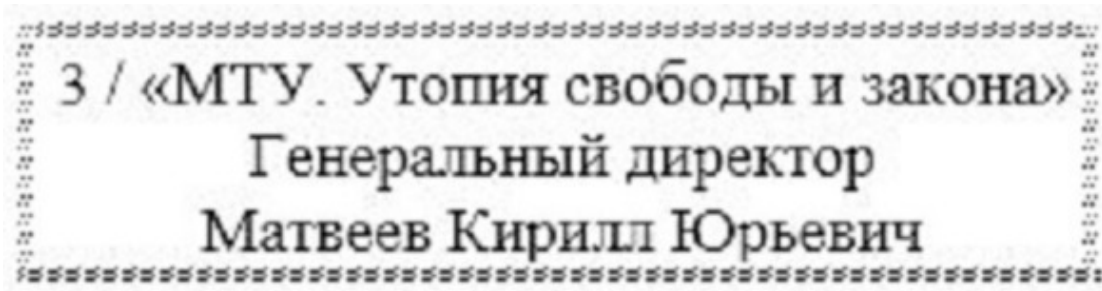 3 / «МТУ. Утопия свободы и закона»
Генеральный директор
Матвеев Кирилл Юрьевич